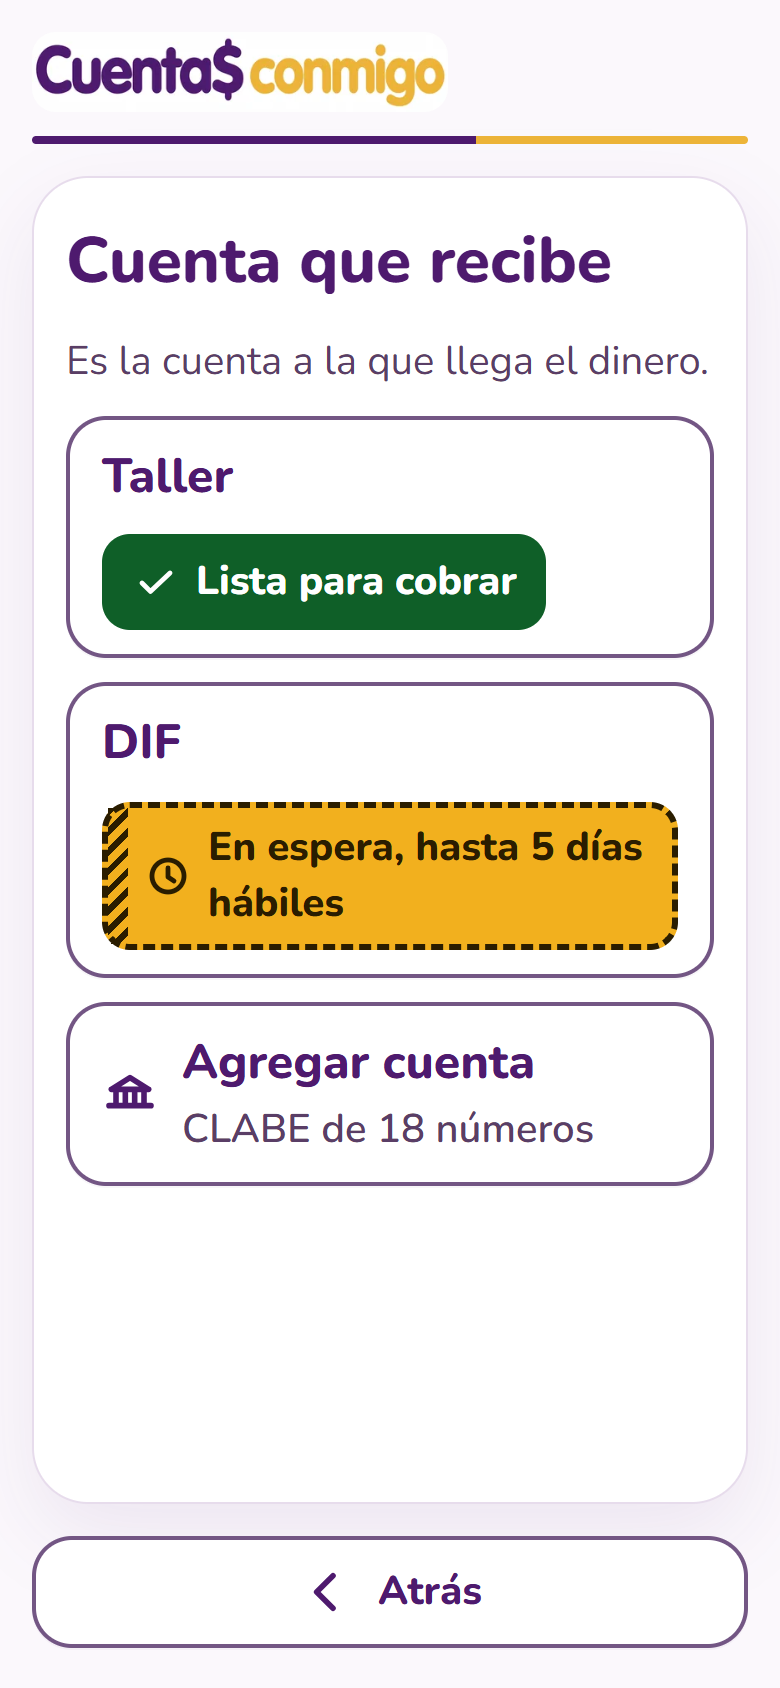 Cuenta$ conmigo
Cuenta que recibe
Es la cuenta a la que llega el dinero.
Taller
Lista para cobrar
DIF
En espera, hasta 5 días
hábiles
Agregar cuenta
CLABE de 18 números
Atrás